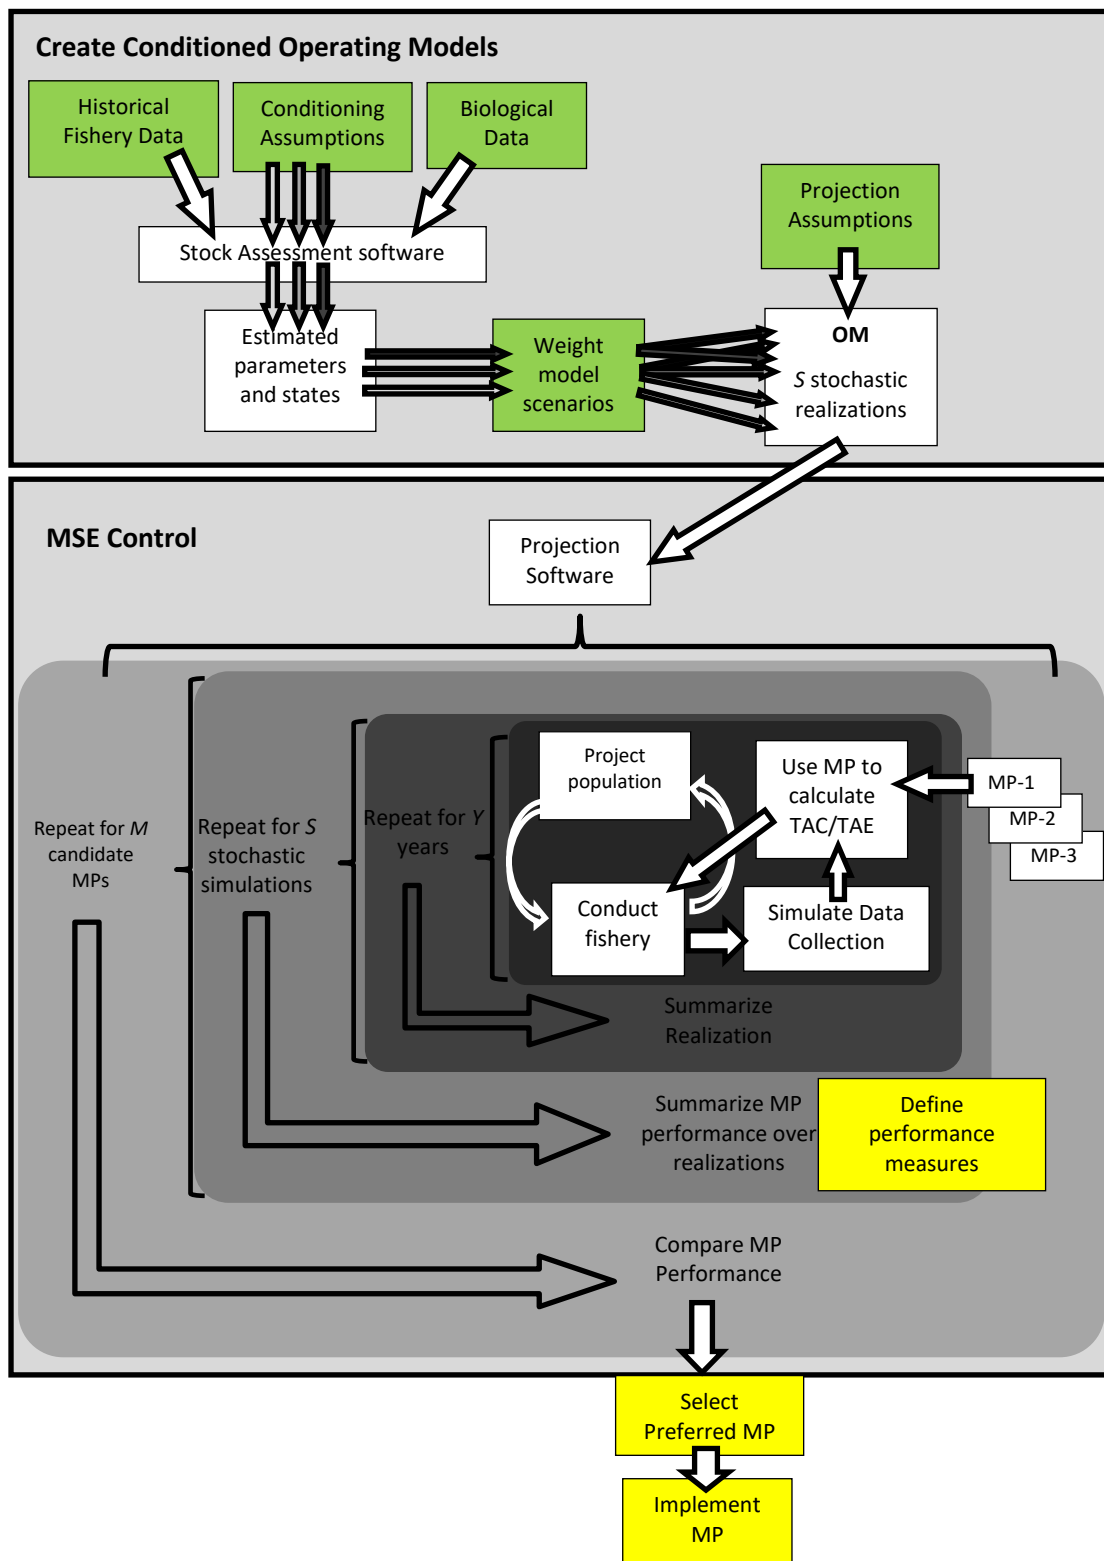 Create Conditioned Operating Models
Historical
Fishery Data
Conditioning
Assumptions
Biological
Data
Projection
Assumptions
Stock Assessment software
Estimated
parameters
and states
Weight
model
scenarios
OM
S stochastic
realizations
MSE Control
Projection
Software
Project
population
Use MP to
calculate
TAC/TAE
MP-1
MP-2
MP-3
Repeat for M
candidate
MPs
Repeat for S
stochastic
simulations
Repeat for Y
years
Conduct
fishery
Simulate Data
Collection
Summarize
Realization
Summarize MP
performance over
realizations
Define
performance
measures
Compare MP
Performance
Select
Preferred MP
Implement
MP